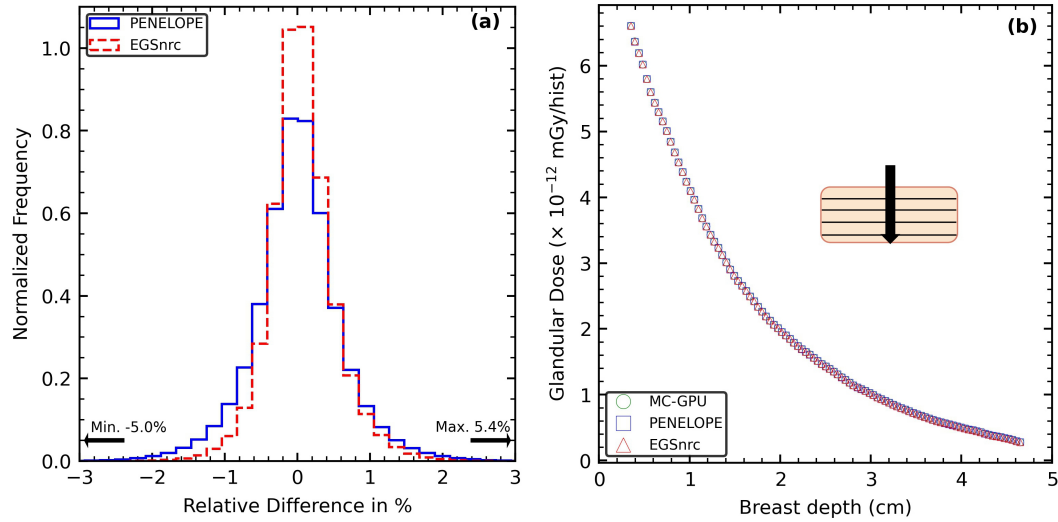 (a)
PENELOPE
EGSnrc
Normalized Frequency
1.0
0.8
0.6
0.4
0.2
0.0
Min. -5.0%
Max. 5.4%
−3 −2 −1 0 1 2 3
Relative Difference in %
(b)
Glandular Dose (× 10⁻¹² mGy/hist)
6
5
4
3
2
1
0
MC-GPU
PENELOPE
EGSnrc
0 1 2 3 4 5
Breast depth (cm)